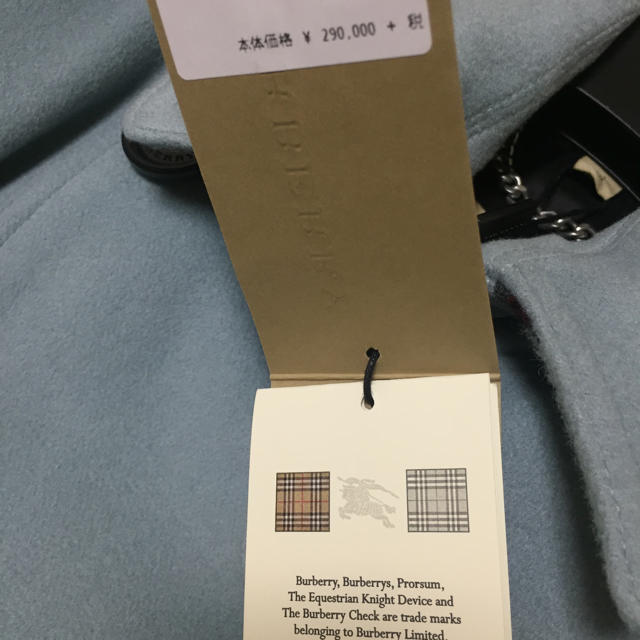 本体価格 ¥ 290,000 + 税
BURBERRY
Burberry, Burberrys, Prorsum,
The Equestrian Knight Device and
The Burberry Check are trade marks
belonging to Burberry Limited.